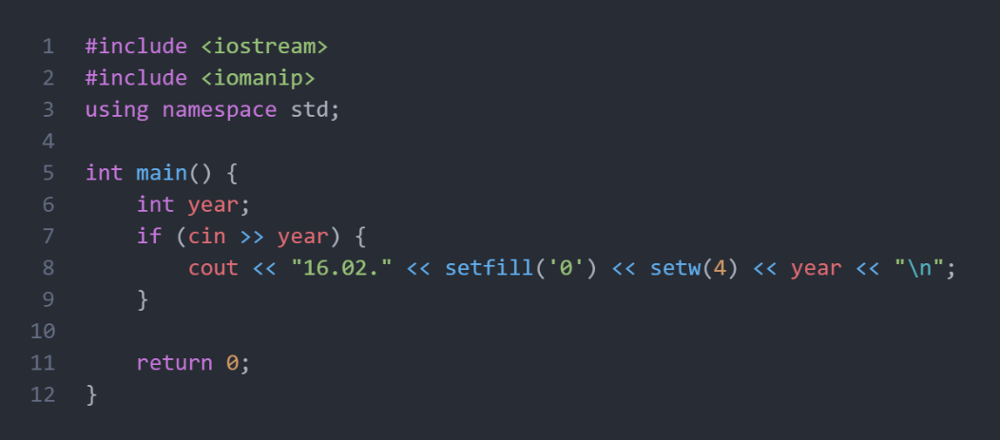 1 #include <iostream>
2 #include <iomanip>
3 using namespace std;
4
5 int main() {
6     int year;
7     if (cin >> year) {
8         cout << "16.02." << setfill('0') << setw(4) << year << "\n";
9     }
10
11     return 0;
12 }